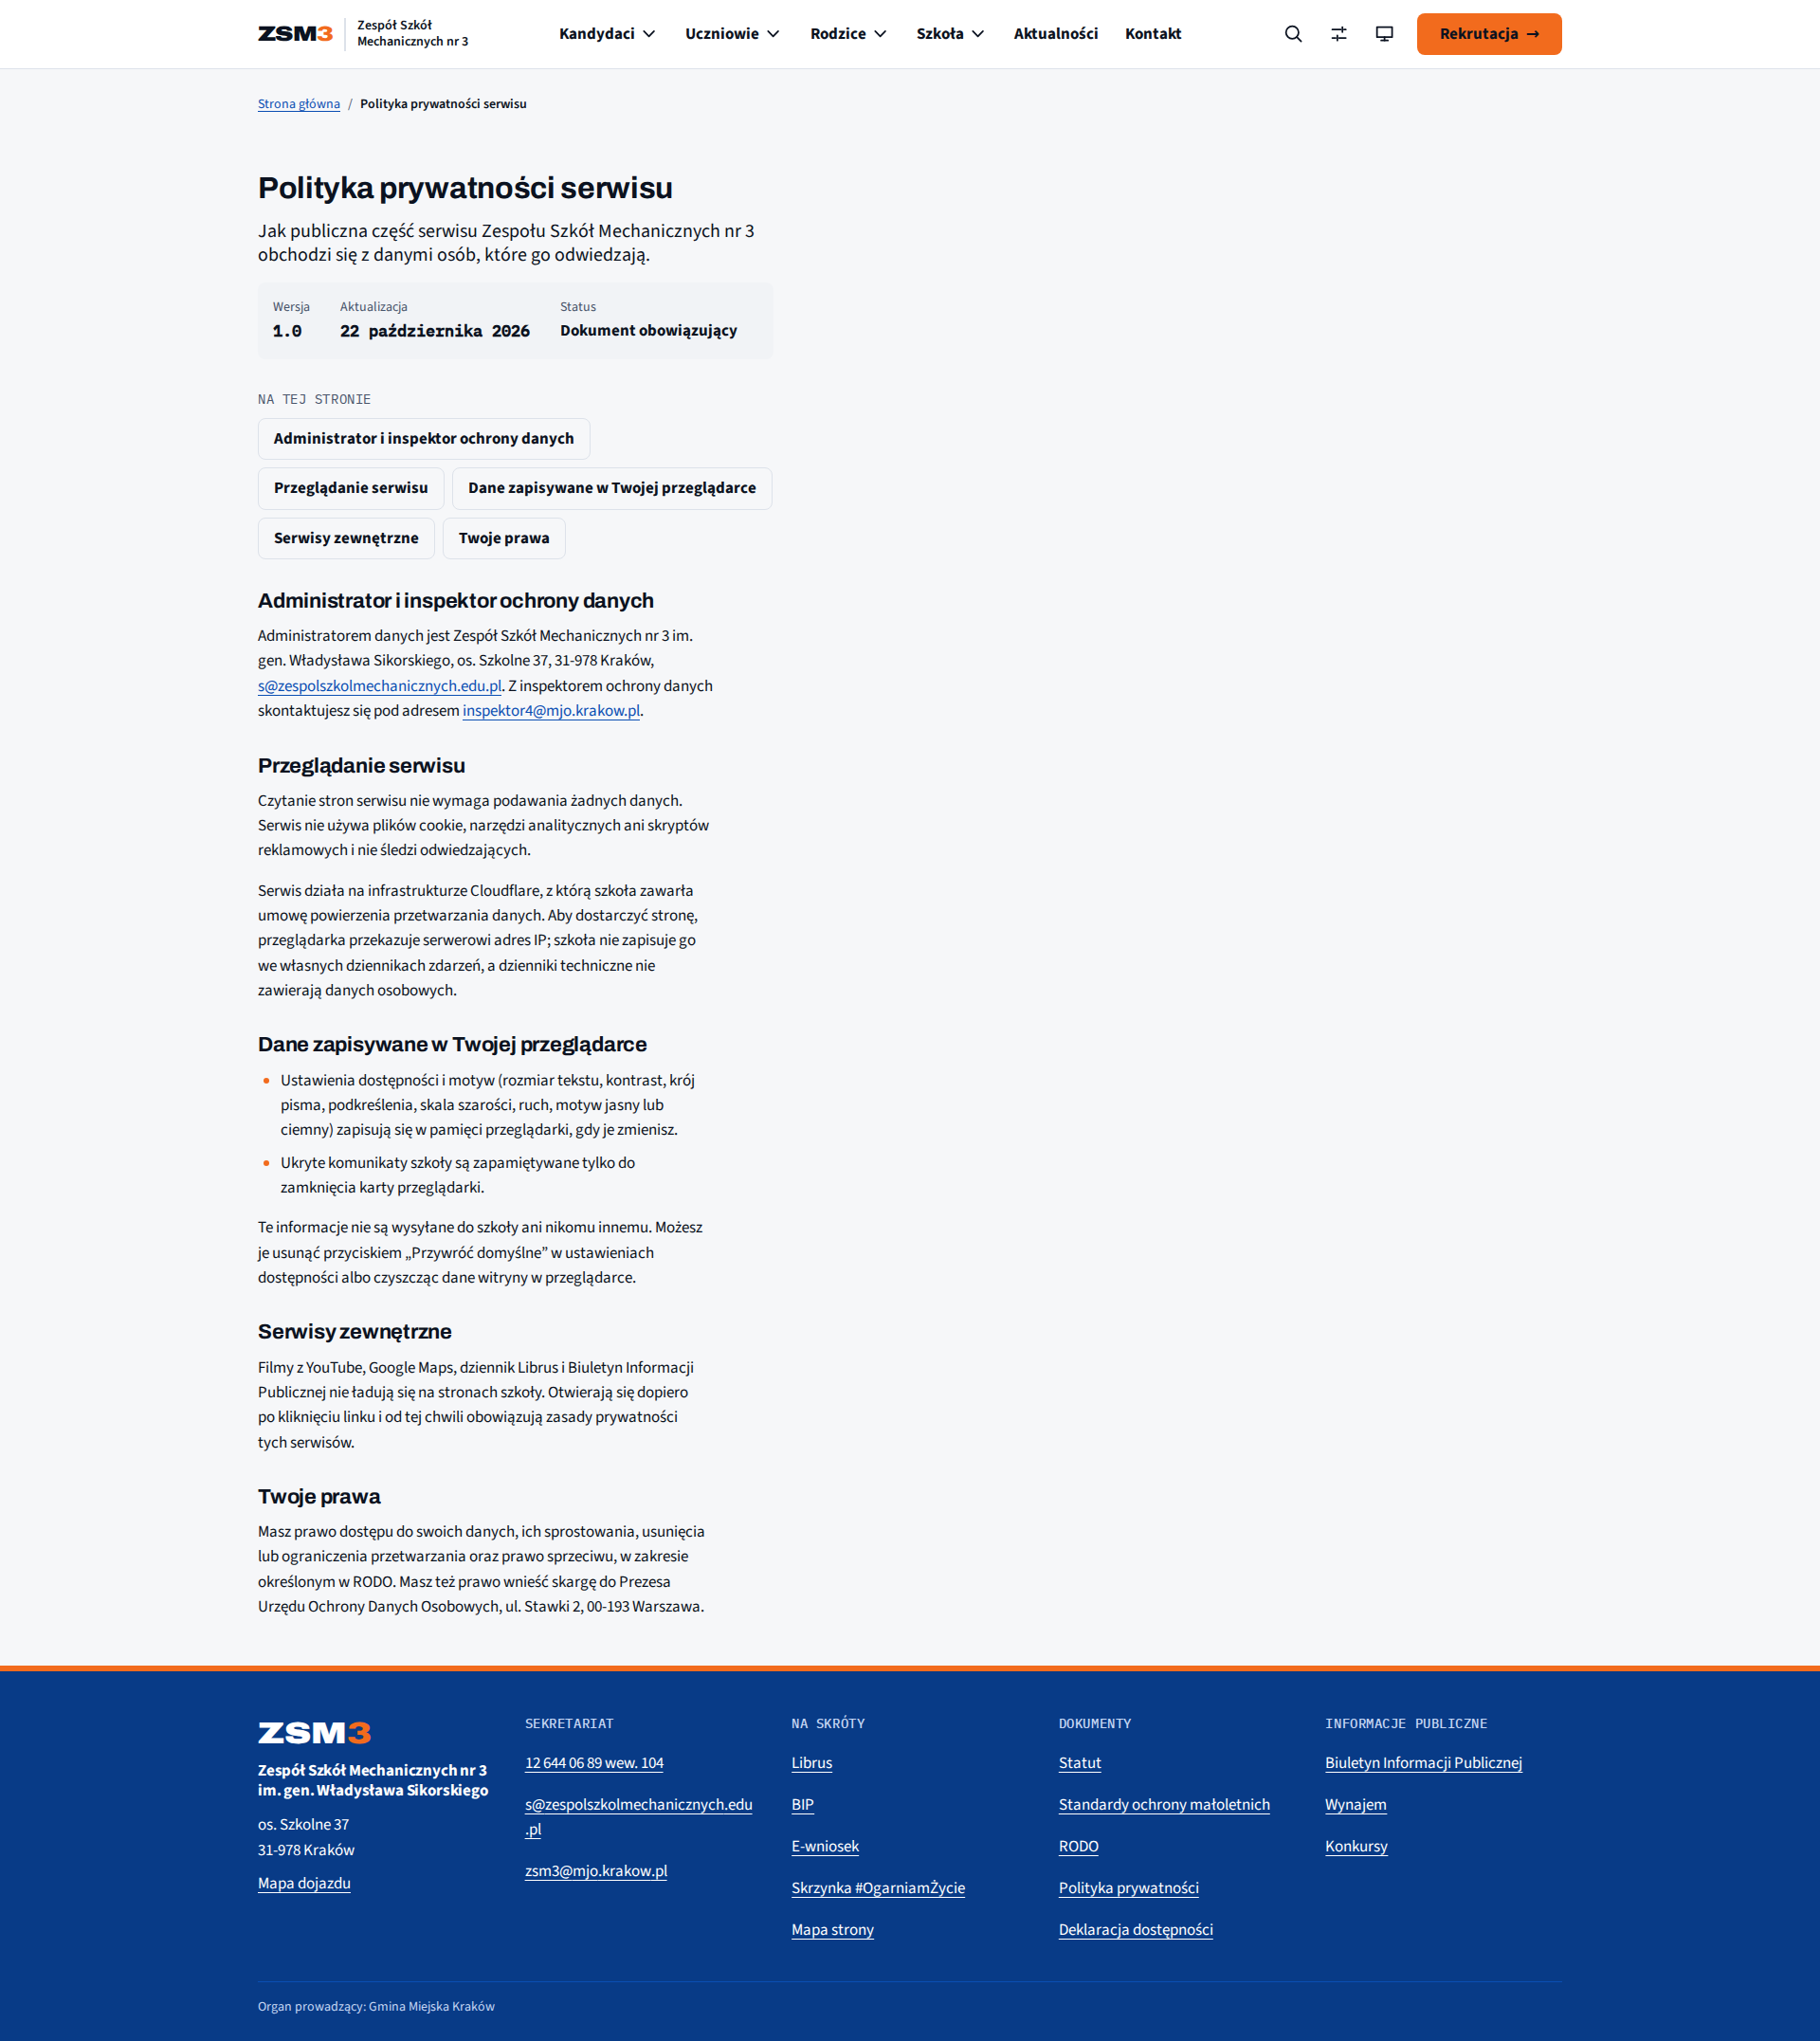 ZSM3
Zespół Szkół
Mechanicznych nr 3
Kandydaci
Uczniowie
Rodzice
Szkoła
Aktualności
Kontakt
Rekrutacja →
Strona główna / Polityka prywatności serwisu
Polityka prywatności serwisu
Jak publiczna część serwisu Zespołu Szkół Mechanicznych nr 3
obchodzi się z danymi osób, które go odwiedzają.
Wersja
1.0
Aktualizacja
22 października 2026
Status
Dokument obowiązujący
NA TEJ STRONIE
Administrator i inspektor ochrony danych
Przeglądanie serwisu
Dane zapisywane w Twojej przeglądarce
Serwisy zewnętrzne
Twoje prawa
Administrator i inspektor ochrony danych
Administratorem danych jest Zespół Szkół Mechanicznych nr 3 im.
gen. Władysława Sikorskiego, os. Szkolne 37, 31-978 Kraków,
s@zespolszkolmechanicznych.edu.pl. Z inspektorem ochrony danych
skontaktujesz się pod adresem inspektor4@mjo.krakow.pl.
Przeglądanie serwisu
Czytanie stron serwisu nie wymaga podawania żadnych danych.
Serwis nie używa plików cookie, narzędzi analitycznych ani skryptów
reklamowych i nie śledzi odwiedzających.
Serwis działa na infrastrukturze Cloudflare, z którą szkoła zawarła
umowę powierzenia przetwarzania danych. Aby dostarczyć stronę,
przeglądarka przekazuje serwerowi adres IP; szkoła nie zapisuje go
we własnych dziennikach zdarzeń, a dzienniki techniczne nie
zawierają danych osobowych.
Dane zapisywane w Twojej przeglądarce
Ustawienia dostępności i motyw (rozmiar tekstu, kontrast, krój
pisma, podkreślenia, skala szarości, ruch, motyw jasny lub
ciemny) zapisują się w pamięci przeglądarki, gdy je zmienisz.
Ukryte komunikaty szkoły są zapamiętywane tylko do
zamknięcia karty przeglądarki.
Te informacje nie są wysyłane do szkoły ani nikomu innemu. Możesz
je usunąć przyciskiem „Przywróć domyślne” w ustawieniach
dostępności albo czyszcząc dane witryny w przeglądarce.
Serwisy zewnętrzne
Filmy z YouTube, Google Maps, dziennik Librus i Biuletyn Informacji
Publicznej nie ładują się na stronach szkoły. Otwierają się dopiero
po kliknięciu linku i od tej chwili obowiązują zasady prywatności
tych serwisów.
Twoje prawa
Masz prawo dostępu do swoich danych, ich sprostowania, usunięcia
lub ograniczenia przetwarzania oraz prawo sprzeciwu, w zakresie
określonym w RODO. Masz też prawo wnieść skargę do Prezesa
Urzędu Ochrony Danych Osobowych, ul. Stawki 2, 00-193 Warszawa.
ZSM3
Zespół Szkół Mechanicznych nr 3
im. gen. Władysława Sikorskiego
os. Szkolne 37
31-978 Kraków
Mapa dojazdu
SEKRETARIAT
12 644 06 89 wew. 104
s@zespolszkolmechanicznych.edu
.pl
zsm3@mjo.krakow.pl
NA SKRÓTY
Librus
BIP
E-wniosek
Skrzynka #OgarniamŻycie
Mapa strony
DOKUMENTY
Statut
Standardy ochrony małoletnich
RODO
Polityka prywatności
Deklaracja dostępności
INFORMACJE PUBLICZNE
Biuletyn Informacji Publicznej
Wynajem
Konkursy
Organ prowadzący: Gmina Miejska Kraków